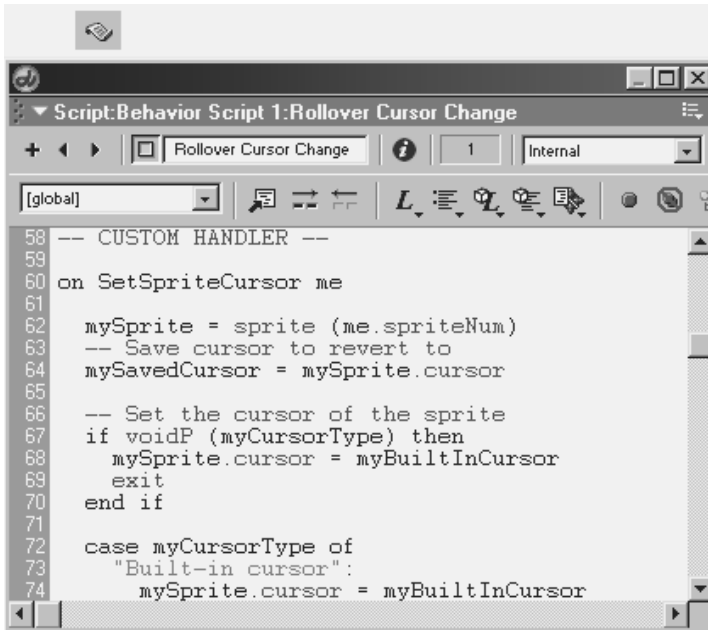 Script:Behavior Script 1:Rollover Cursor Change
Rollover Cursor Change 1 Internal
[global]
58 -- CUSTOM HANDLER --
59
60 on SetSpriteCursor me
61
62 mySprite = sprite (me.spriteNum)
63 -- Save cursor to revert to
64 mySavedCursor = mySprite.cursor
65
66 -- Set the cursor of the sprite
67 if voidP (myCursorType) then
68 mySprite.cursor = myBuiltInCursor
69 exit
70 end if
71
72 case myCursorType of
73 "Built-in cursor":
74 mySprite.cursor = myBuiltInCursor